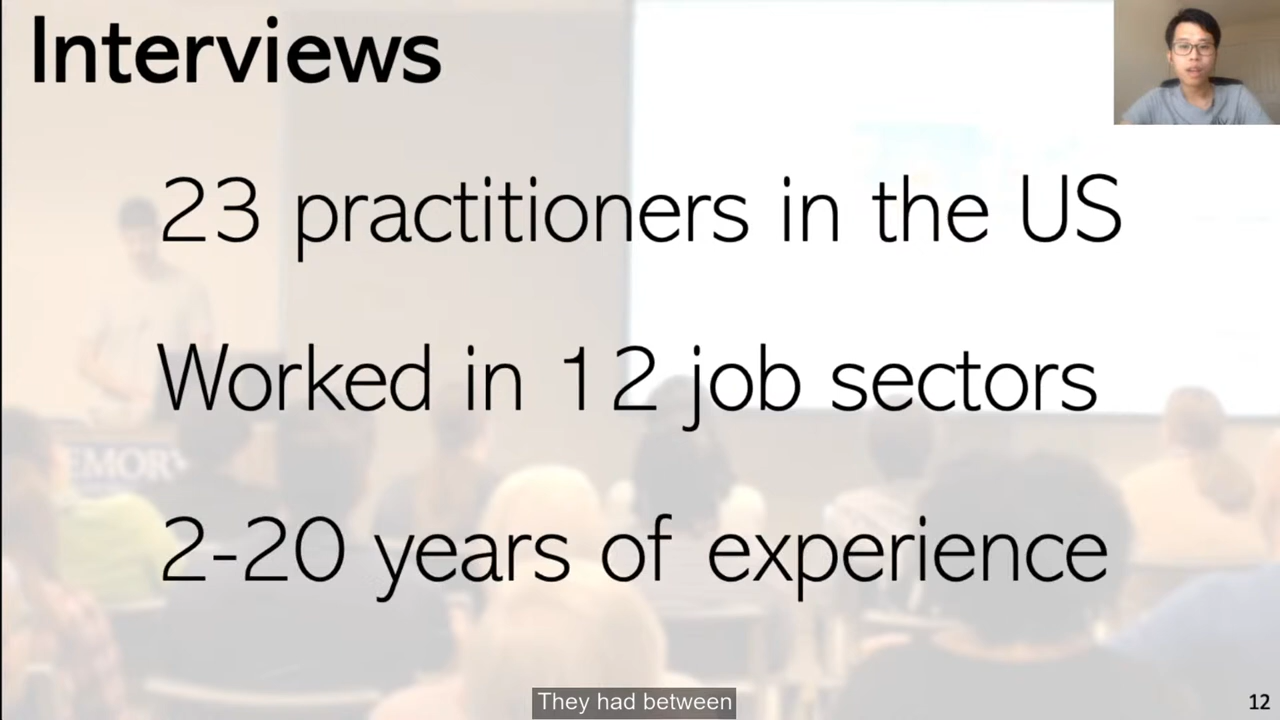 Interviews
23 practitioners in the US
Worked in 12 job sectors
EMORY
2-20 years of experience
They had between
12